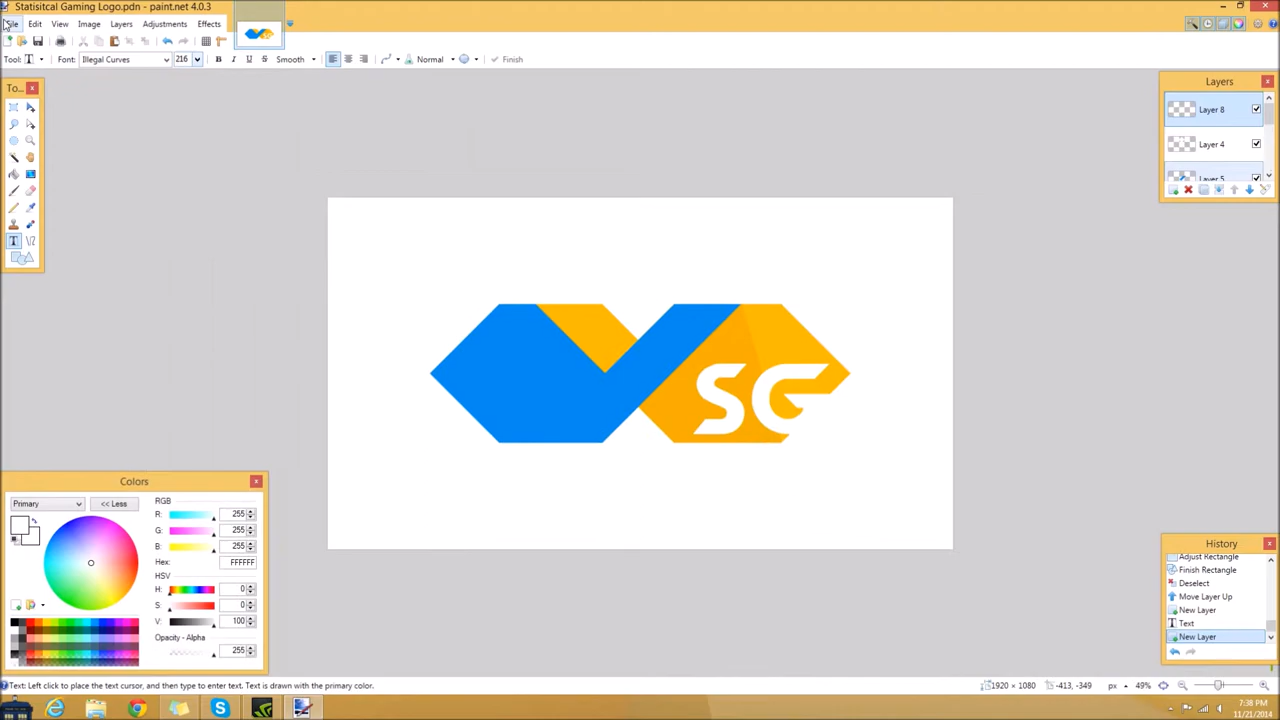 Statisitcal Gaming Logo.pdn - paint.net 4.0.3
File Edit View Image Layers Adjustments Effects
Tool: T Font: Illegal Curves 216 B I U S Smooth Normal Finish
To...
Layers
Layer 8
Layer 4
Layer 5
SG
Colors
Primary << Less
RGB
R: 255
G: 255
B: 255
Hex: FFFFFF
HSV
H: 0
S: 0
V: 100
Opacity - Alpha
255
History
Adjust Rectangle
Finish Rectangle
Deselect
Move Layer Up
New Layer
Text
New Layer
Text: Left click to place the text cursor, and then type to enter text. Text is drawn with the primary color.
1920 × 1080 -413, -349 px 49%
7:38 PM
11/21/2014